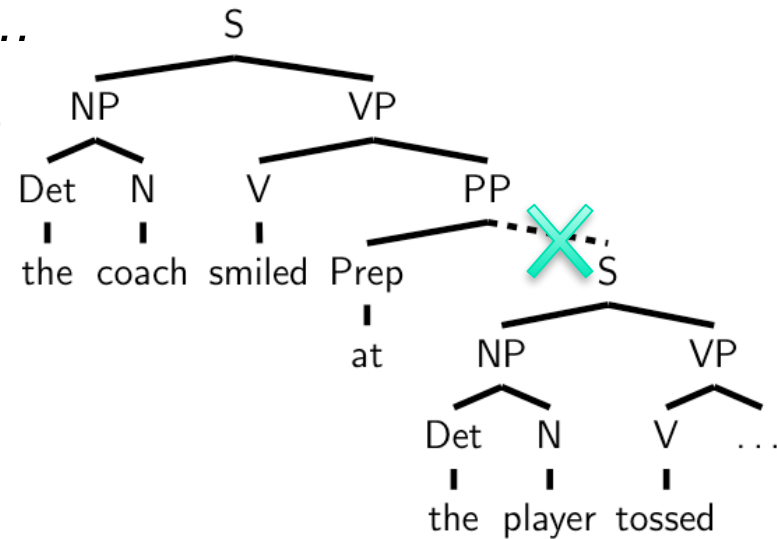 ..
S
NP VP
Det N V PP
the coach smiled Prep S
at NP VP
Det N V ...
the player tossed